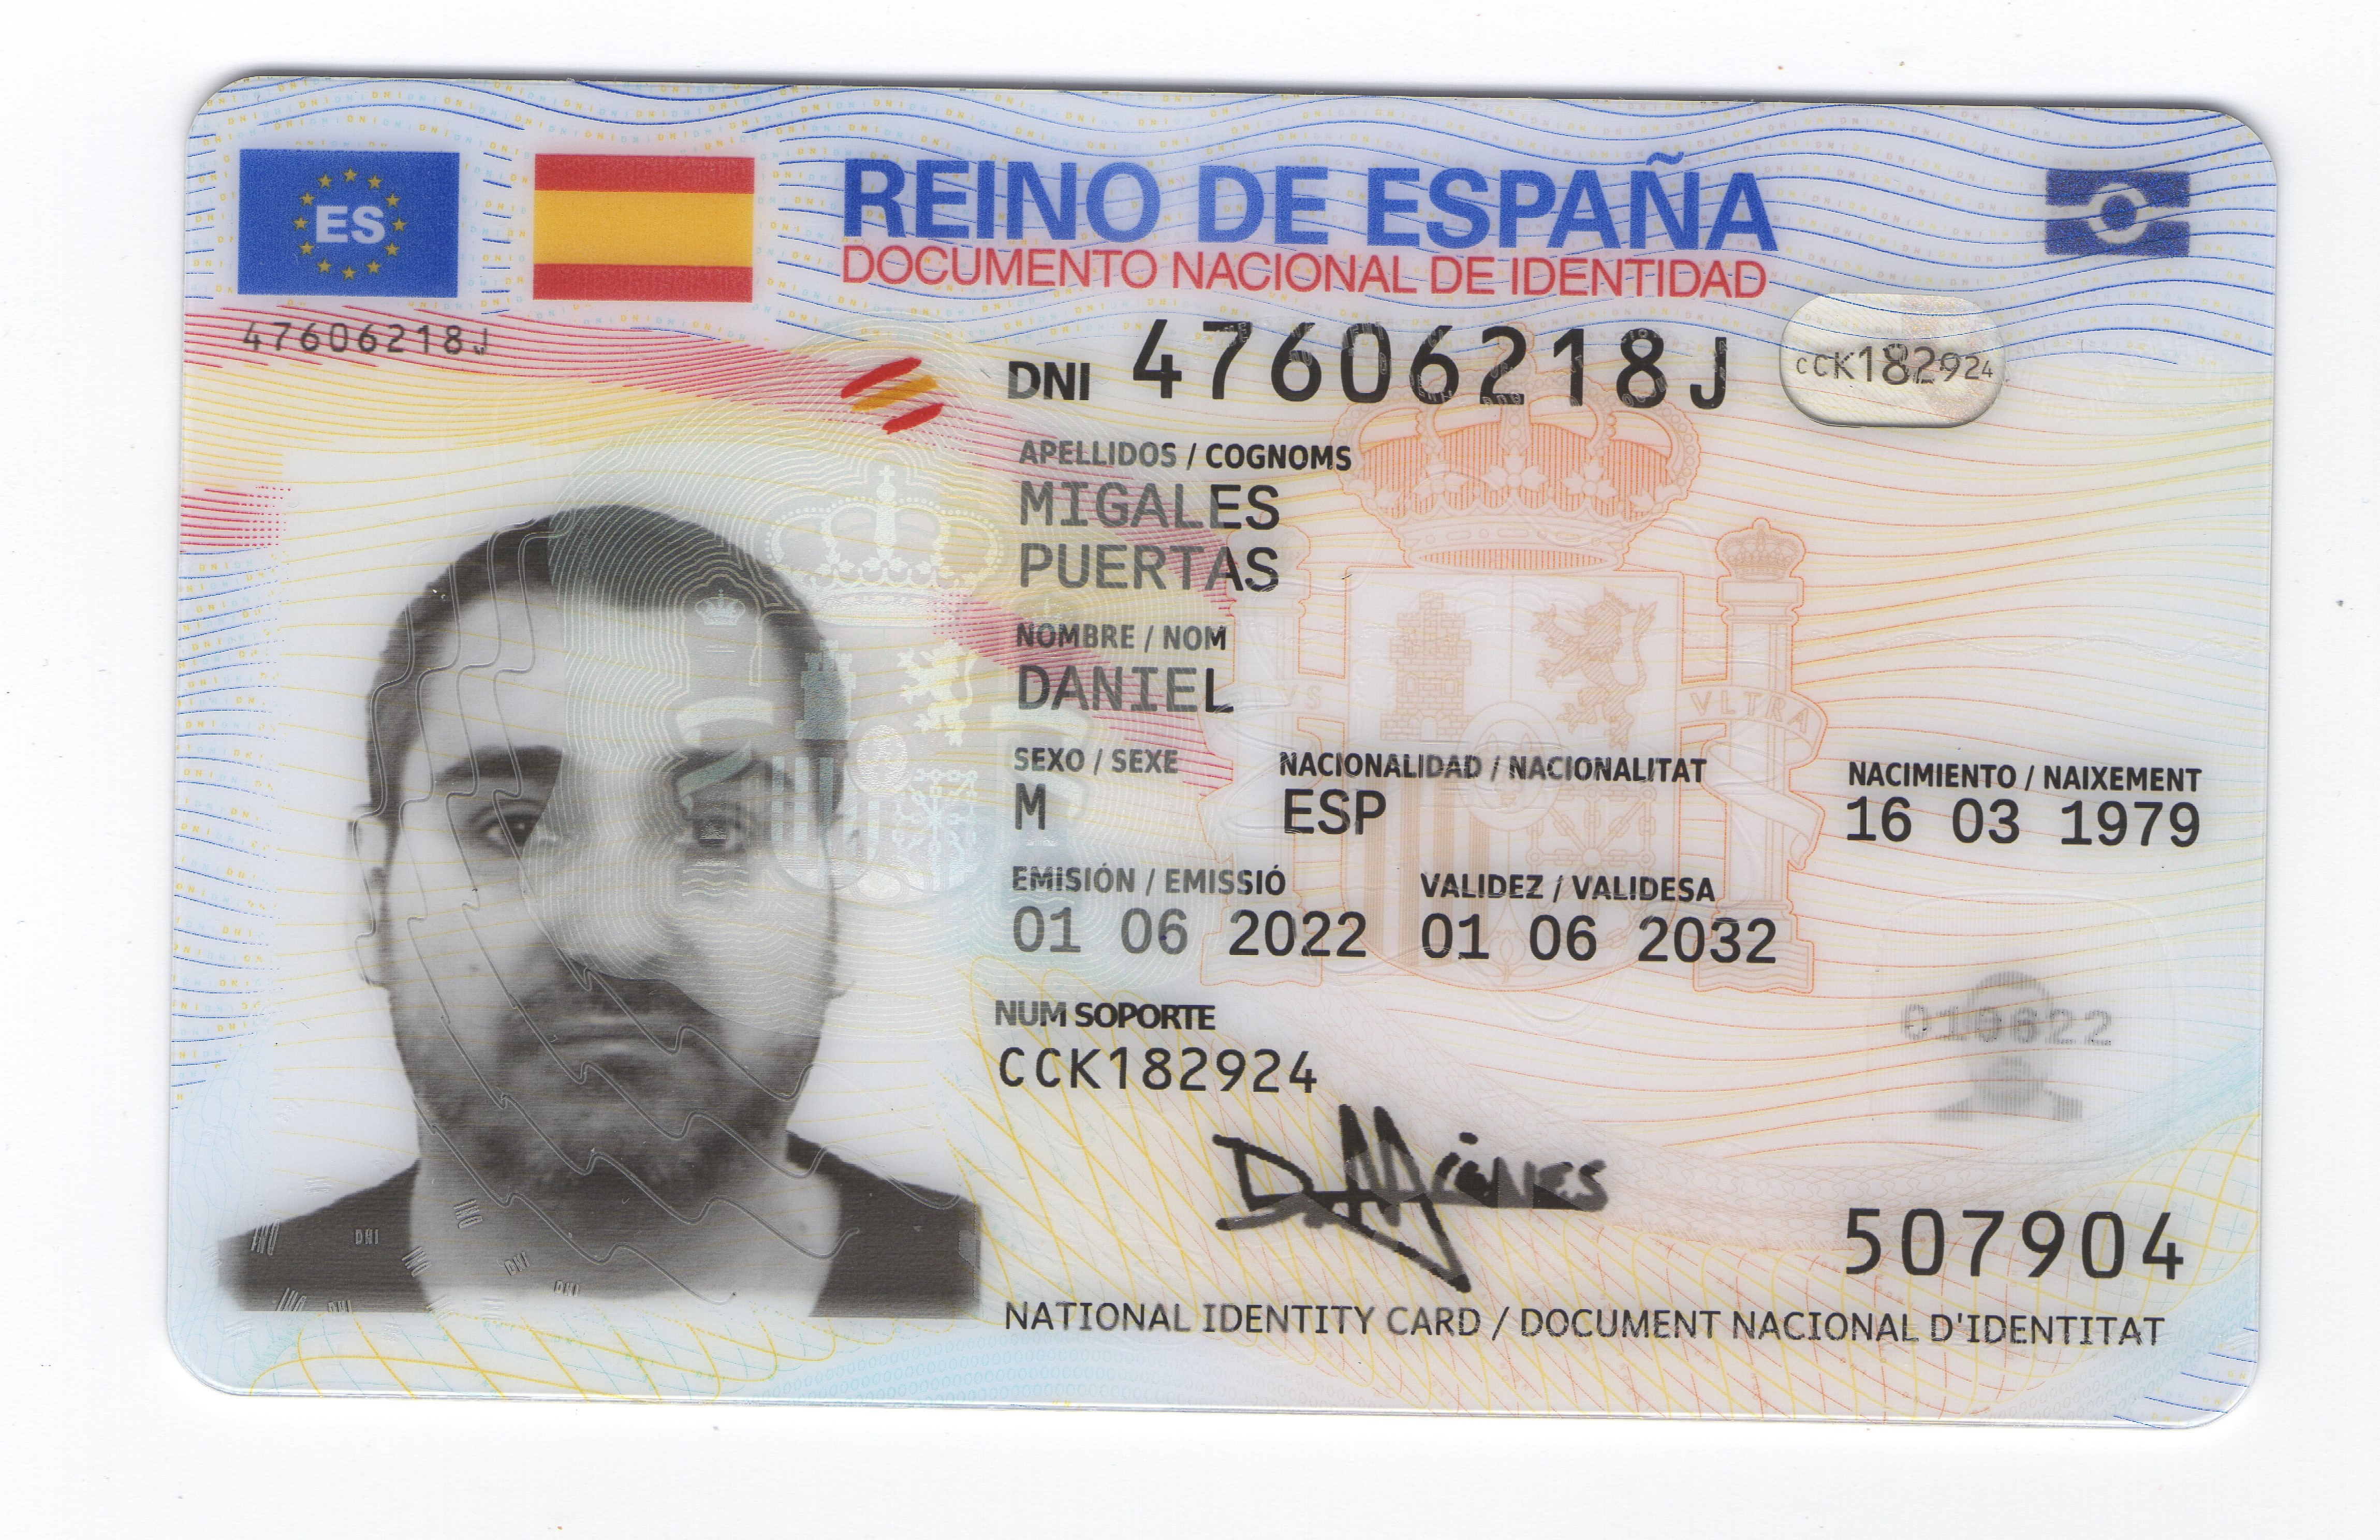 ES
REINO DE ESPAÑA
DOCUMENTO NACIONAL DE IDENTIDAD
47606218J
DNI 47606218J
CCK182924
APELLIDOS / COGNOMS
MIGALES
PUERTAS
NOMBRE / NOM
DANIEL
SEXO / SEXE NACIONALIDAD / NACIONALITAT NACIMIENTO / NAIXEMENT
M ESP 16 03 1979
EMISIÓN / EMISSIÓ VALIDEZ / VALIDESA
01 06 2022 01 06 2032
NUM SOPORTE
CCK182924
010622
507904
NATIONAL IDENTITY CARD / DOCUMENT NACIONAL D'IDENTITAT
VLTRA
DNI